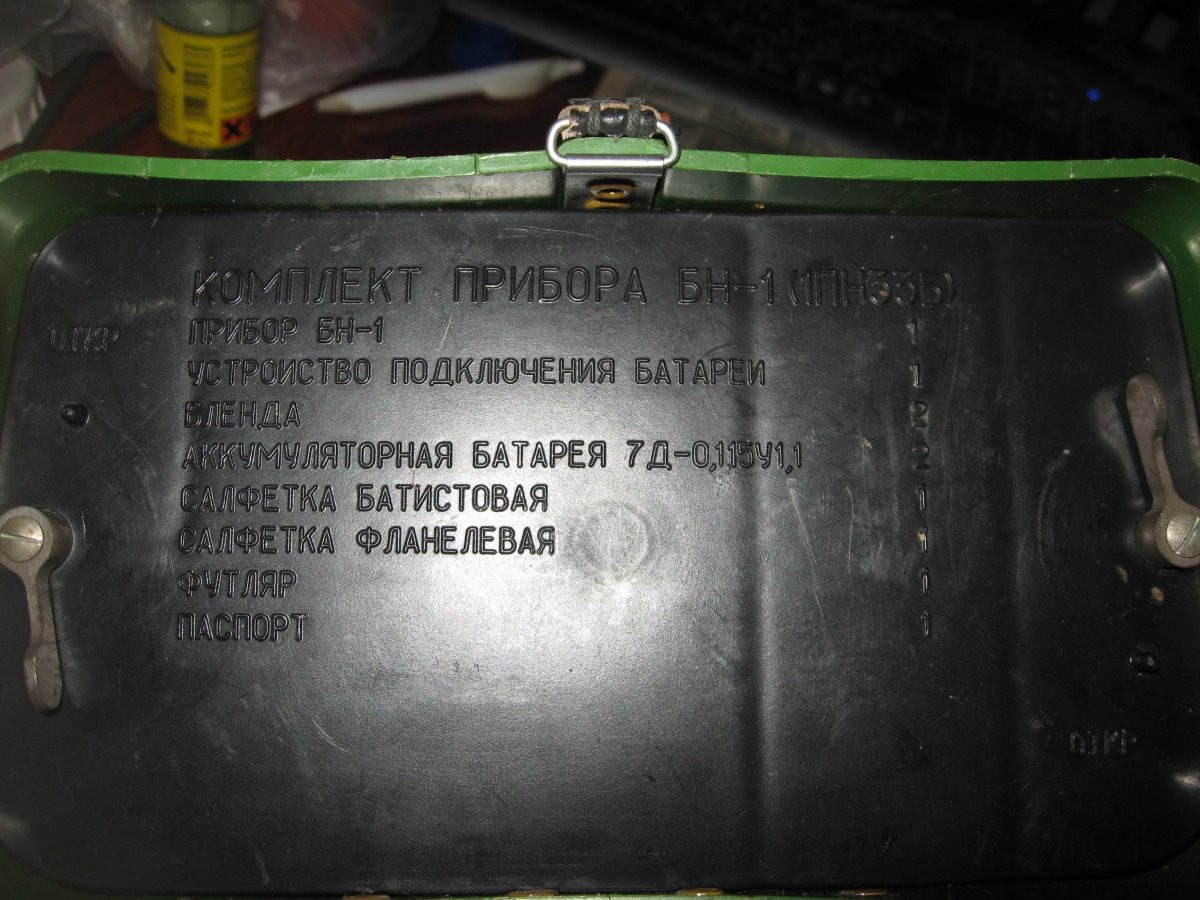 КОМПЛЕКТ ПРИБОРА БН-1 (1ПН33Б)
ПРИБОР БН-1 1
ОТКР
УСТРОИСТВО ПОДКЛЮЧЕНИЯ БАТАРЕИ 1
БЛЕНДА 2
АККУМУЛЯТОРНАЯ БАТАРЕЯ 7Д-0,115У1,1 2
САЛФЕТКА БАТИСТОВАЯ 1
САЛФЕТКА ФЛАНЕЛЕВАЯ 1
ФУТЛЯР 1
ПАСПОРТ 1
ОТКР